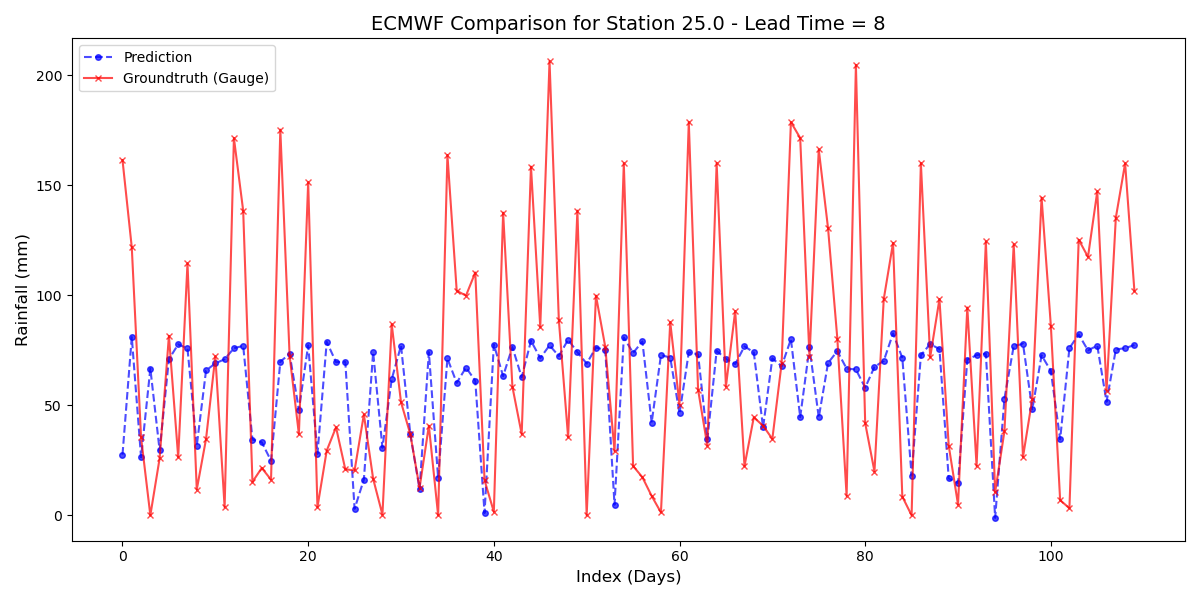 ECMWF Comparison for Station 25.0 - Lead Time = 8
Prediction
Groundtruth (Gauge)
Rainfall (mm)
200
150
100
50
0
0 20 40 60 80 100
Index (Days)